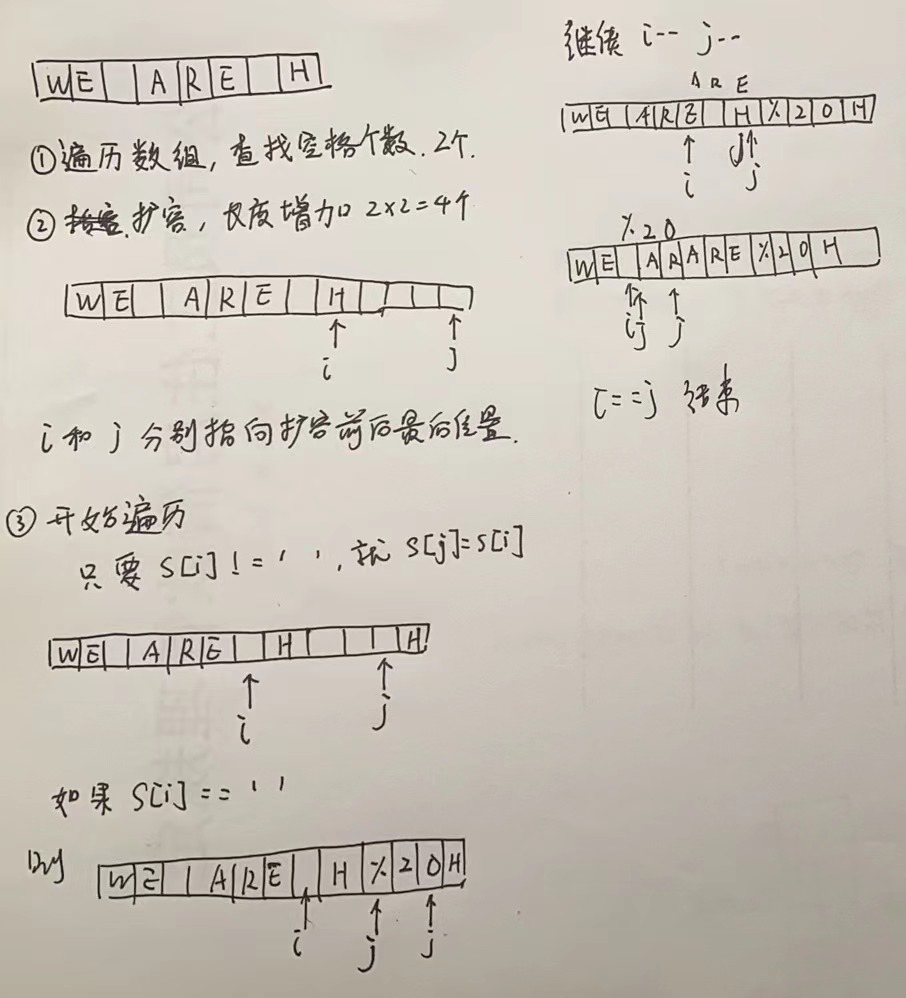 W E A R E H
①遍历数组，查找空格个数. 2个.
② 扩容，长度增加 2×2=4个
W E A R E H
i j
i 和 j 分别指向扩容前后最后位置.
③ 开始遍历
只要 S[i] != ' '，就 S[j]=S[i]
W E A R E H H
i j
如果 S[i] == ' '
则 W E A R E H % 2 0 H
i j j
继续 i-- j--
A R E
W E A R E H % 2 0 H
i j j
% 2 0
W E A R A R E % 2 0 H
i j j
i==j 结束